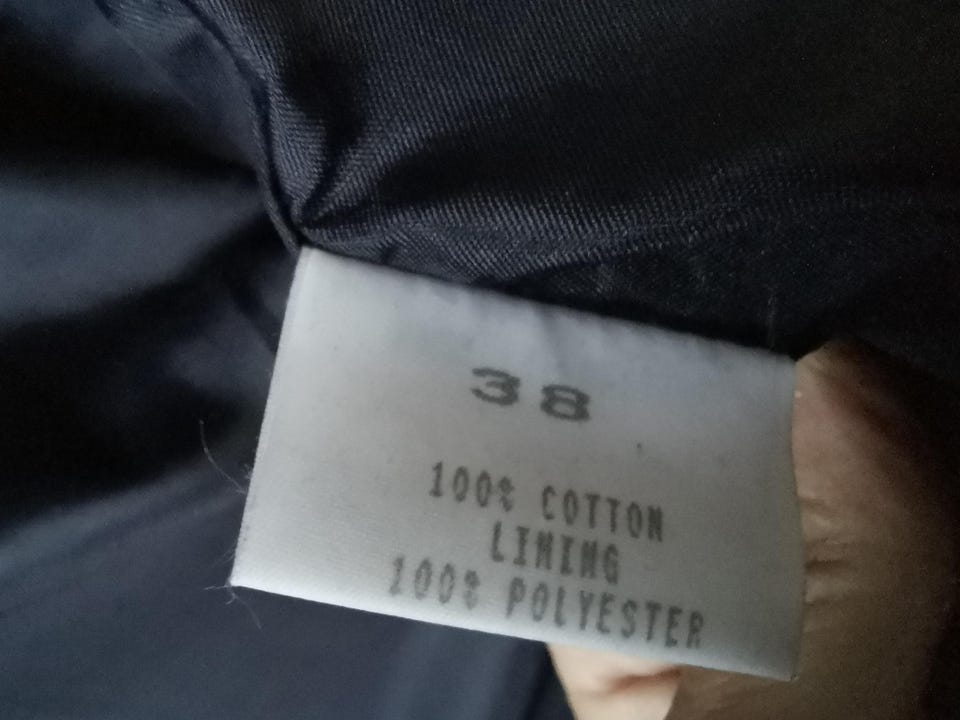 38
100% COTTON
LINING
100% POLYESTER